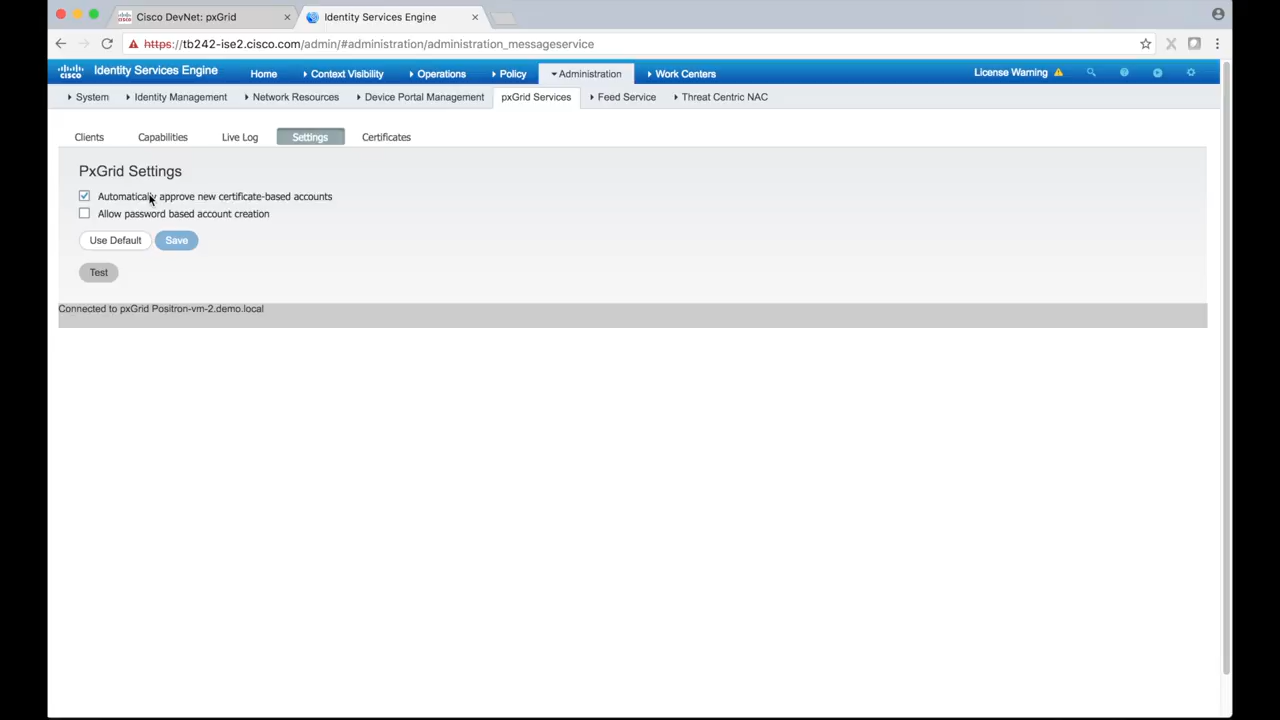 Cisco DevNet: pxGrid × Identity Services Engine ×
https://tb242-ise2.cisco.com/admin/#administration/administration_messageservice
cisco Identity Services Engine Home Context Visibility Operations Policy Administration Work Centers License Warning
System Identity Management Network Resources Device Portal Management pxGrid Services Feed Service Threat Centric NAC
Clients Capabilities Live Log Settings Certificates
PxGrid Settings
Automatically approve new certificate-based accounts
Allow password based account creation
Use Default Save
Test
Connected to pxGrid Positron-vm-2.demo.local